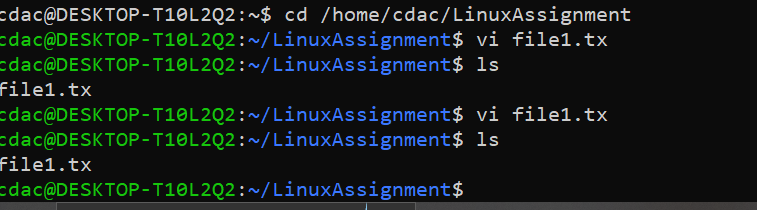 cdac@DESKTOP-T10L2Q2:~$ cd /home/cdac/LinuxAssignment
cdac@DESKTOP-T10L2Q2:~/LinuxAssignment$ vi file1.tx
cdac@DESKTOP-T10L2Q2:~/LinuxAssignment$ ls
file1.tx
cdac@DESKTOP-T10L2Q2:~/LinuxAssignment$ vi file1.tx
cdac@DESKTOP-T10L2Q2:~/LinuxAssignment$ ls
file1.tx
cdac@DESKTOP-T10L2Q2:~/LinuxAssignment$